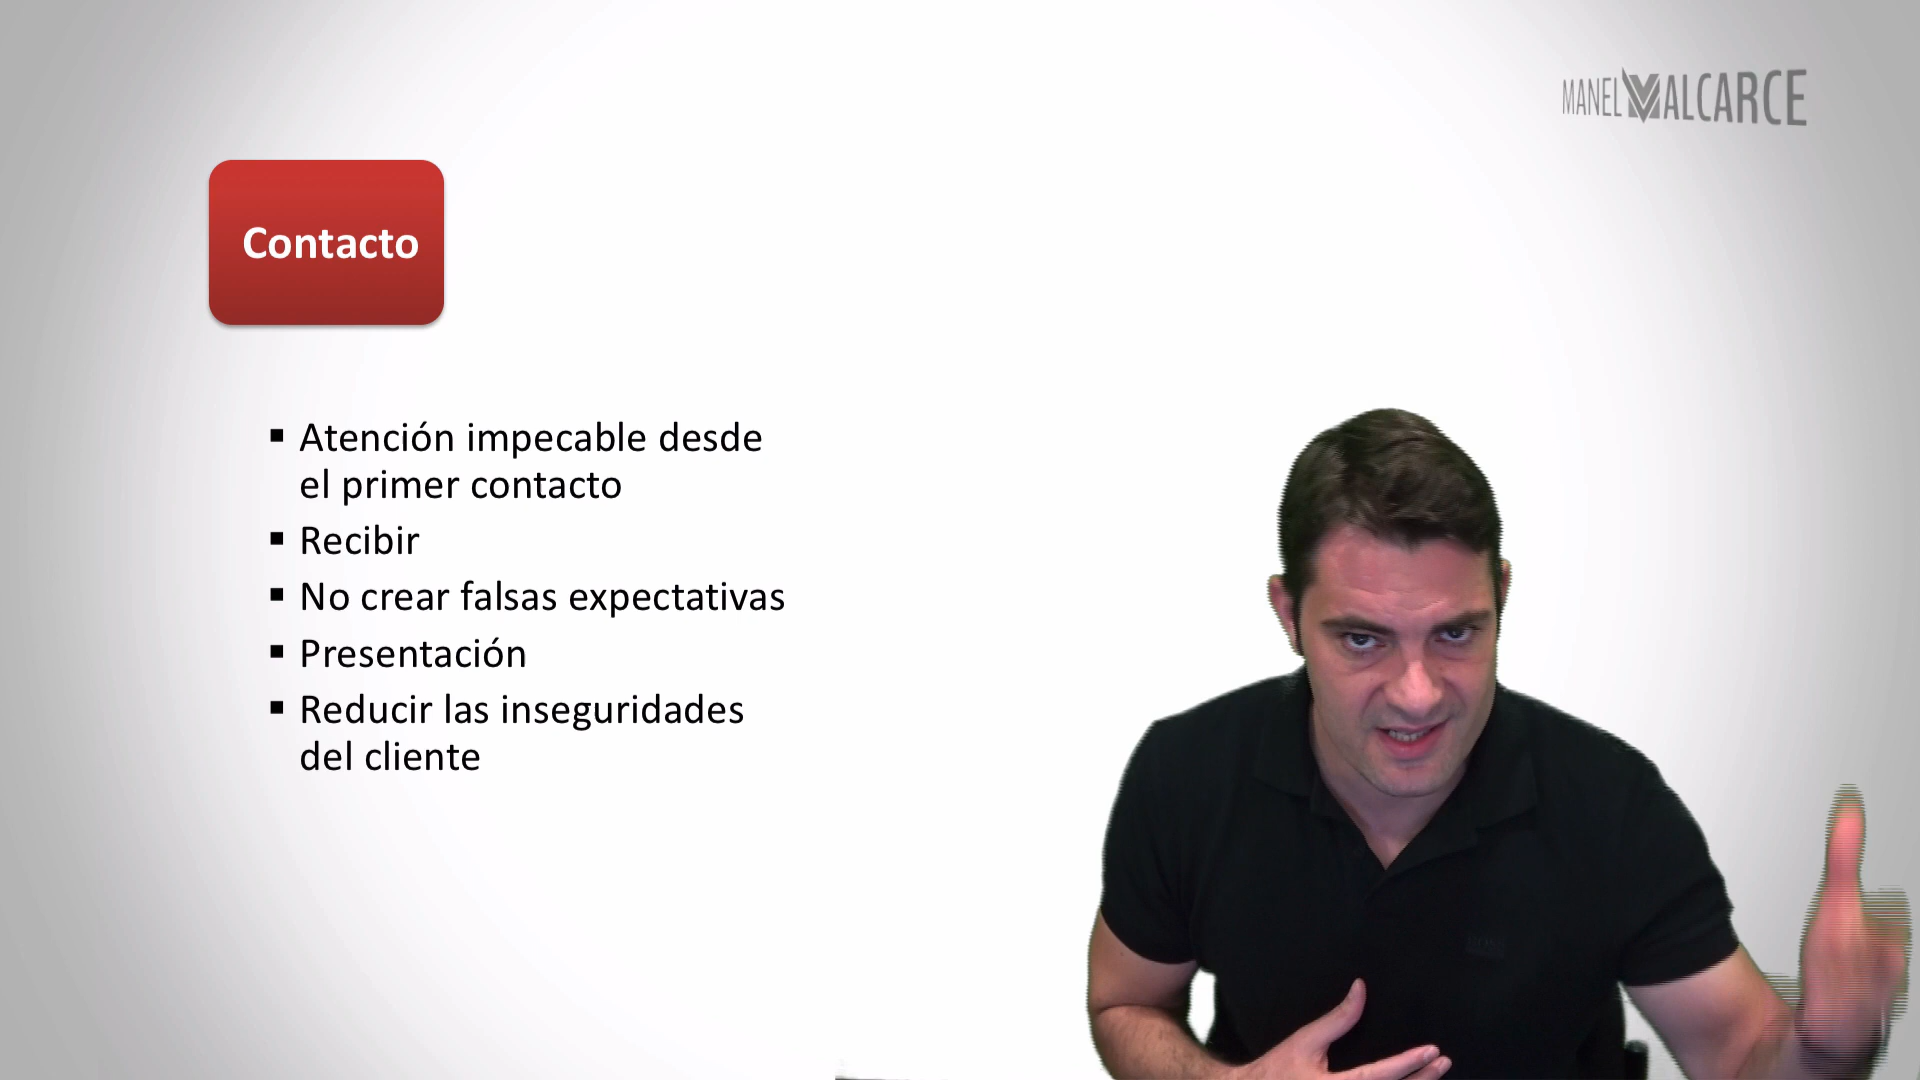 MANEL VALCARCE
Contacto
▪ Atención impecable desde
el primer contacto
▪ Recibir
▪ No crear falsas expectativas
▪ Presentación
▪ Reducir las inseguridades
del cliente